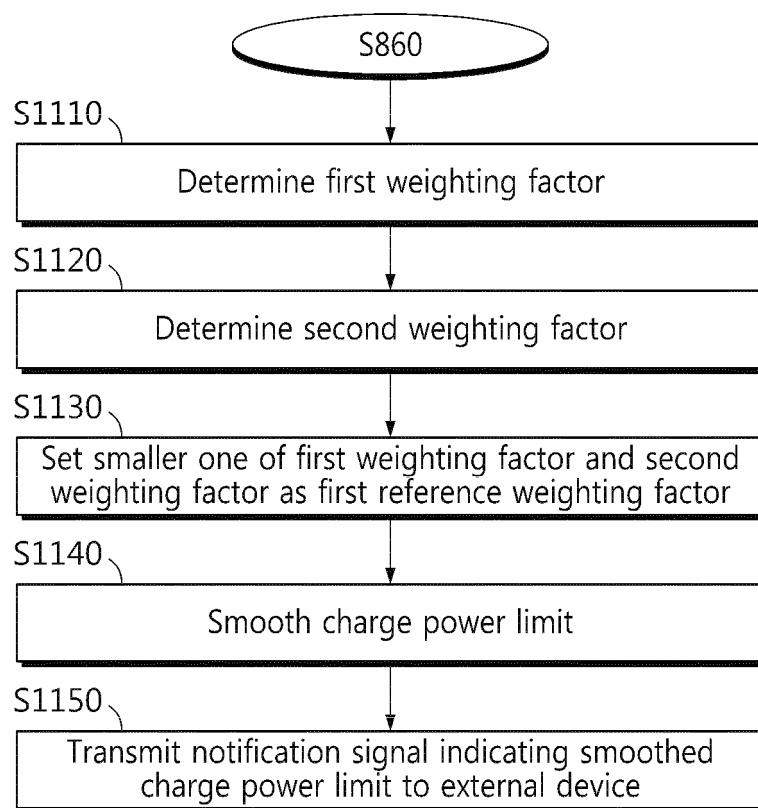 S860
S1110
Determine first weighting factor
S1120
Determine second weighting factor
S1130
Set smaller one of first weighting factor and second
weighting factor as first reference weighting factor
S1140
Smooth charge power limit
S1150
Transmit notification signal indicating smoothed
charge power limit to external device